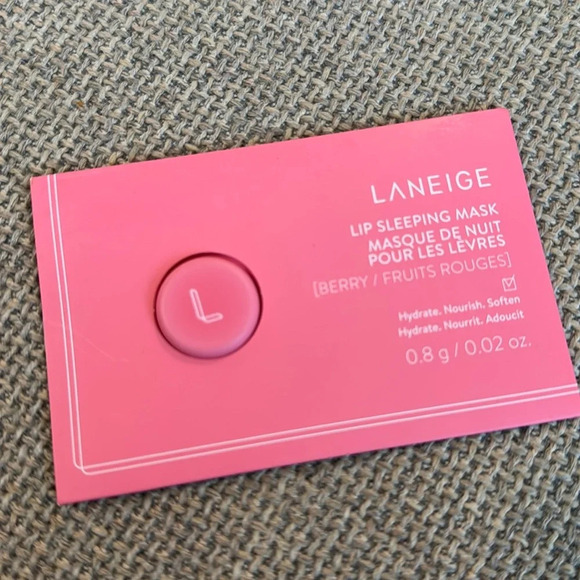 LANEIGE
LIP SLEEPING MASK
MASQUE DE NUIT
POUR LES LÈVRES
[BERRY / FRUITS ROUGES]
Hydrate. Nourish. Soften
Hydrate. Nourrit. Adoucit
0.8 g / 0.02 oz.
L